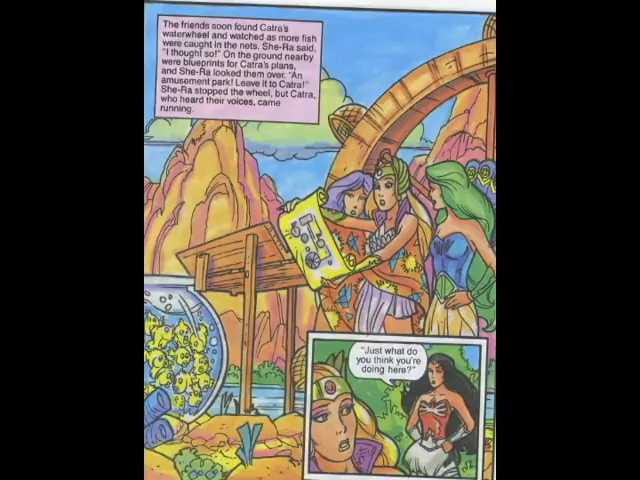 The friends soon found Catra's
waterwheel and watched as more fish
were caught in the nets. She-Ra said,
"I thought so!" On the ground nearby
were blueprints for Catra's plans,
and She-Ra looked them over. "An
amusement park! Leave it to Catra!"
She-Ra stopped the wheel, but Catra,
who heard their voices, came
running.
"Just what do
you think you're
doing here?"